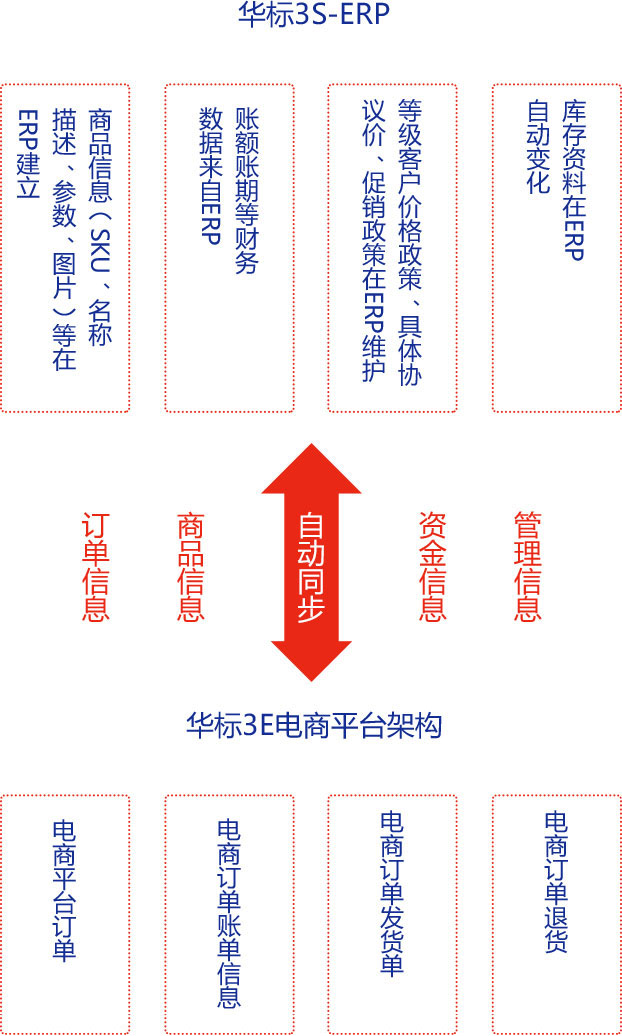 华标3S-ERP
商品信息（SKU、名称
描述、参数、图片）等在
ERP建立
账额账期等财务
数据来自ERP
等级客户价格政策、具体协
议价、促销政策在ERP维护
库存资料在ERP
自动变化
订单信息
商品信息
自动同步
资金信息
管理信息
华标3E电商平台架构
电商平台订单
电商订单账单信息
电商订单发货单
电商订单退货